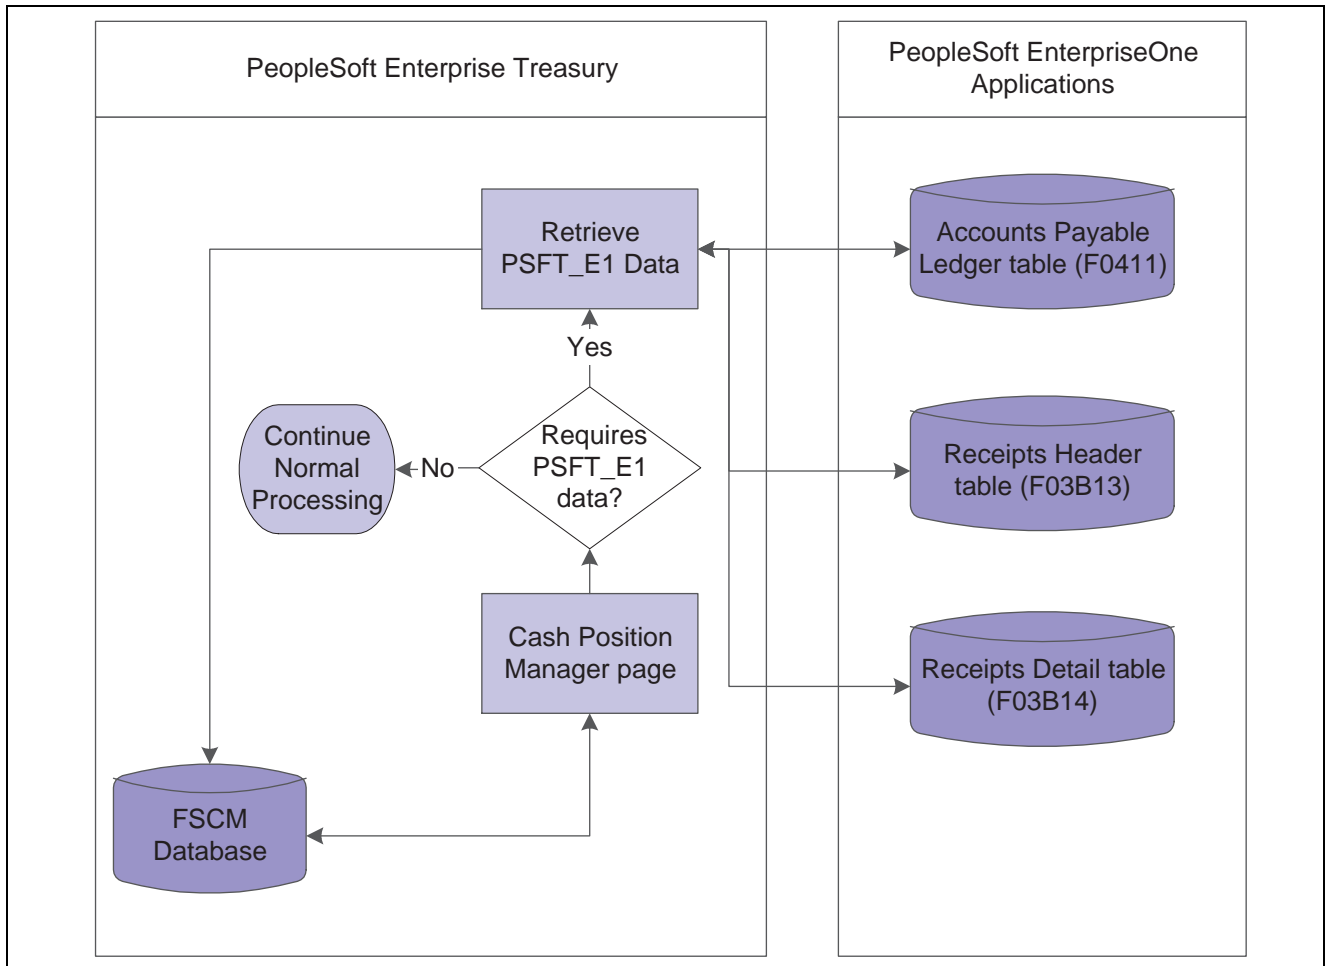 PeopleSoft Enterprise Treasury
PeopleSoft EnterpriseOne
Applications
Retrieve
PSFT_E1 Data
Accounts Payable
Ledger table (F0411)
Yes
Continue
Normal
Processing
No
Requires
PSFT_E1
data?
Receipts Header
table (F03B13)
Cash Position
Manager page
Receipts Detail table
(F03B14)
FSCM
Database